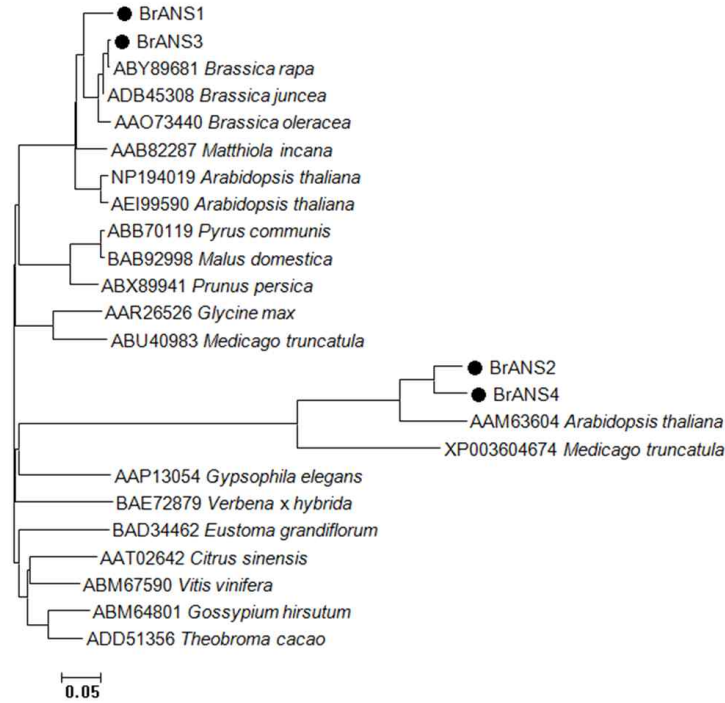 BrANS1
BrANS3
ABY89681 Brassica rapa
ADB45308 Brassica juncea
AAO73440 Brassica oleracea
AAB82287 Matthiola incana
NP194019 Arabidopsis thaliana
AEI99590 Arabidopsis thaliana
ABB70119 Pyrus communis
BAB92998 Malus domestica
ABX89941 Prunus persica
AAR26526 Glycine max
ABU40983 Medicago truncatula
BrANS2
BrANS4
AAM63604 Arabidopsis thaliana
XP003604674 Medicago truncatula
AAP13054 Gypsophila elegans
BAE72879 Verbena x hybrida
BAD34462 Eustoma grandiflorum
AAT02642 Citrus sinensis
ABM67590 Vitis vinifera
ABM64801 Gossypium hirsutum
ADD51356 Theobroma cacao
0.05